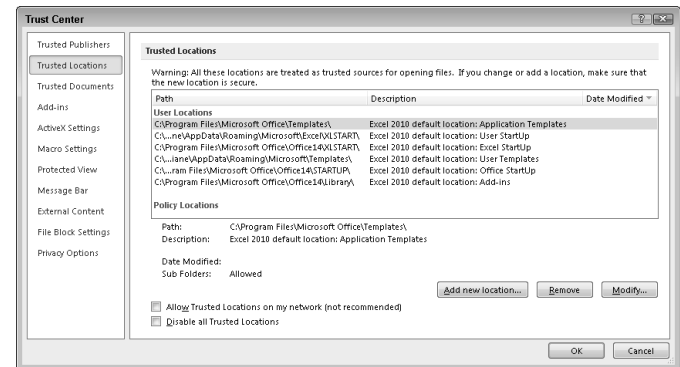 Trust Center
Trusted Publishers
Trusted Locations
Trusted Documents
Add-ins
ActiveX Settings
Macro Settings
Protected View
Message Bar
External Content
File Block Settings
Privacy Options
Trusted Locations
Warning: All these locations are treated as trusted sources for opening files. If you change or add a location, make sure that
the new location is secure.
Path Description Date Modified
User Locations
C:\Program Files\Microsoft Office\Templates\ Excel 2010 default location: Application Templates
C:\...ne\AppData\Roaming\Microsoft\Excel\XLSTART\ Excel 2010 default location: User StartUp
C:\Program Files\Microsoft Office\Office14\XLSTART\ Excel 2010 default location: Excel StartUp
C:\...iane\AppData\Roaming\Microsoft\Templates\ Excel 2010 default location: User Templates
C:\...ram Files\Microsoft Office\Office14\STARTUP\ Excel 2010 default location: Office StartUp
C:\Program Files\Microsoft Office\Office14\Library\ Excel 2010 default location: Add-ins
Policy Locations
Path: C:\Program Files\Microsoft Office\Templates\
Description: Excel 2010 default location: Application Templates
Date Modified:
Sub Folders: Allowed
Add new location... Remove Modify...
Allow Trusted Locations on my network (not recommended)
Disable all Trusted Locations
OK Cancel